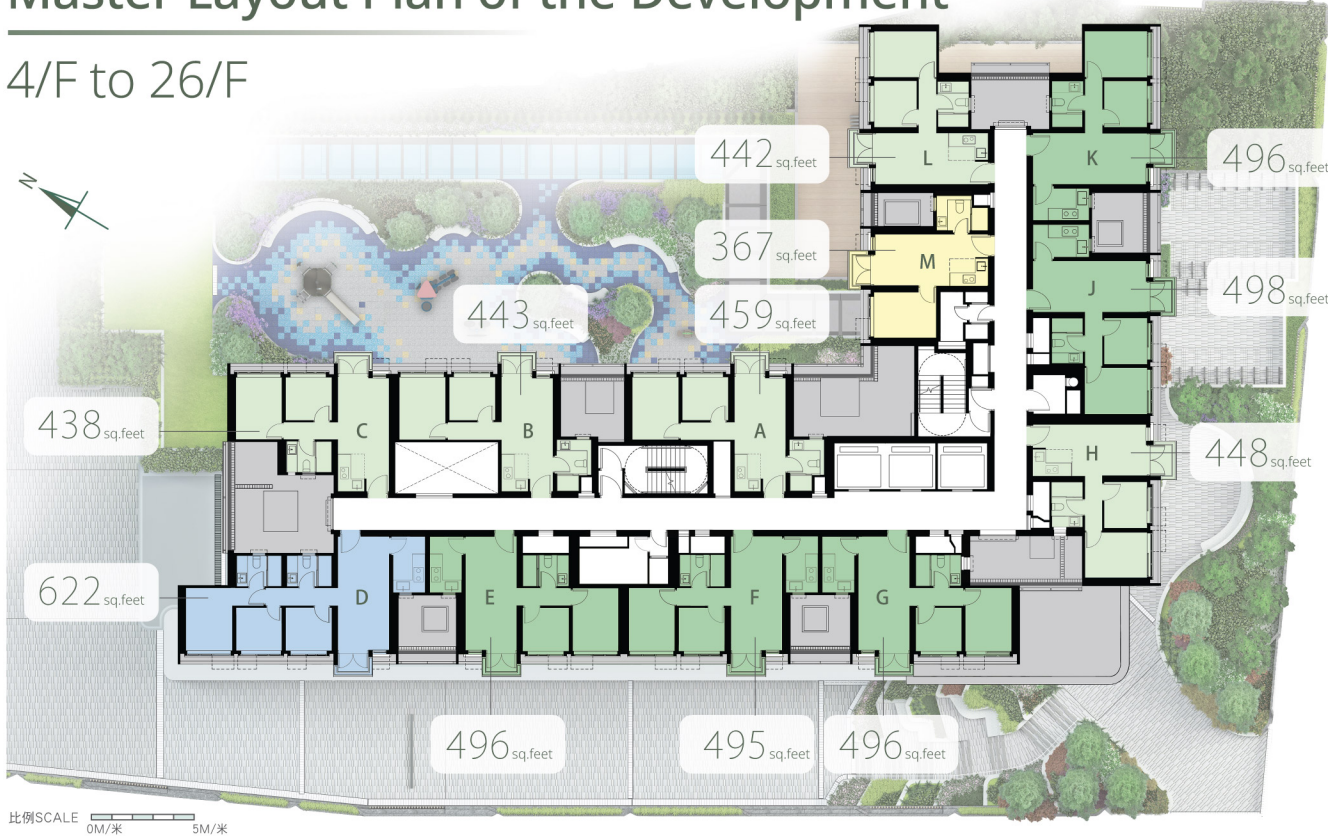 Master Layout Plan of the Development
4/F to 26/F
N
442 sq.feet
L
K
496 sq.feet
367 sq.feet
M
J
498 sq.feet
443 sq.feet
459 sq.feet
438 sq.feet
C
B
A
H
448 sq.feet
622 sq.feet
D
E
F
G
496 sq.feet
495 sq.feet
496 sq.feet
比例SCALE
0M/米
5M/米